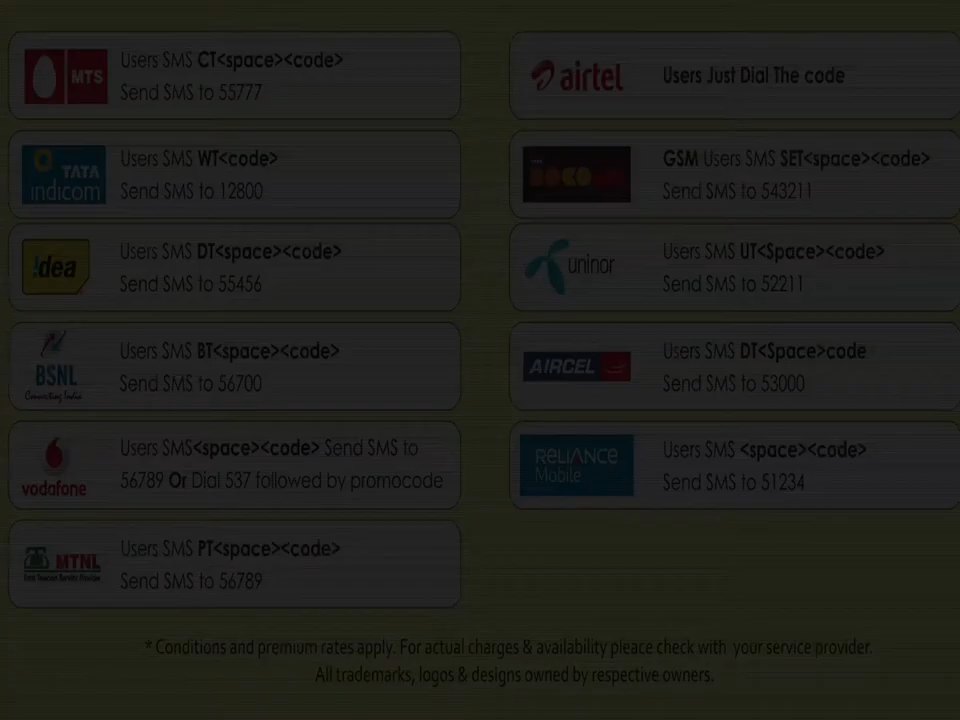 MTS
Users SMS CT<space><code>
Send SMS to 55777
TATA
indicom
Users SMS WT<code>
Send SMS to 12800
!dea
Users SMS DT<space><code>
Send SMS to 55456
BSNL
Connecting India
Users SMS BT<space><code>
Send SMS to 56700
vodafone
Users SMS<space><code> Send SMS to
56789 Or Dial 537 followed by promocode
MTNL
Users SMS PT<space><code>
Send SMS to 56789
airtel
Users Just Dial The code
DOCOMO
GSM Users SMS SET<space><code>
Send SMS to 543211
uninor
Users SMS UT<Space><code>
Send SMS to 52211
AIRCEL
Users SMS DT<Space>code
Send SMS to 53000
RELIANCE
Mobile
Users SMS <space><code>
Send SMS to 51234
* Conditions and premium rates apply. For actual charges & availability pleace check with your service provider.
All trademarks, logos & designs owned by respective owners.